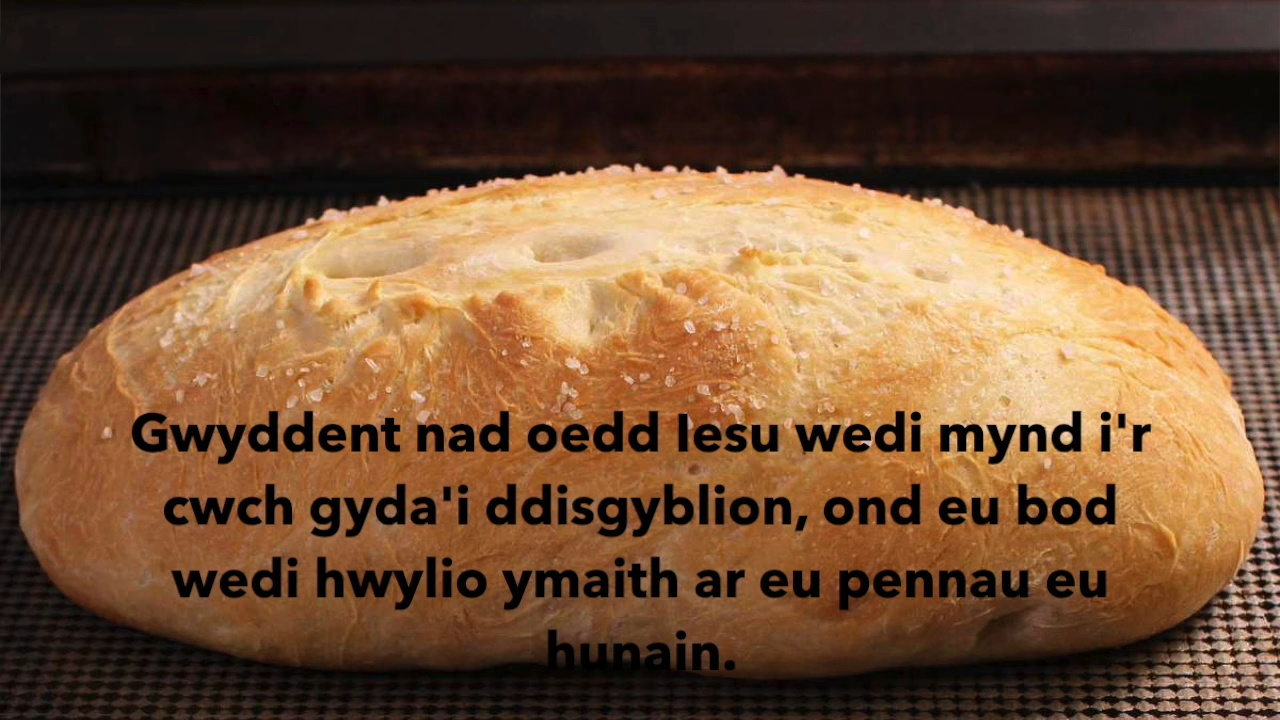 Gwyddent nad oedd Iesu wedi mynd i'r
cwch gyda'i ddisgyblion, ond eu bod
wedi hwylio ymaith ar eu pennau eu
hunain.